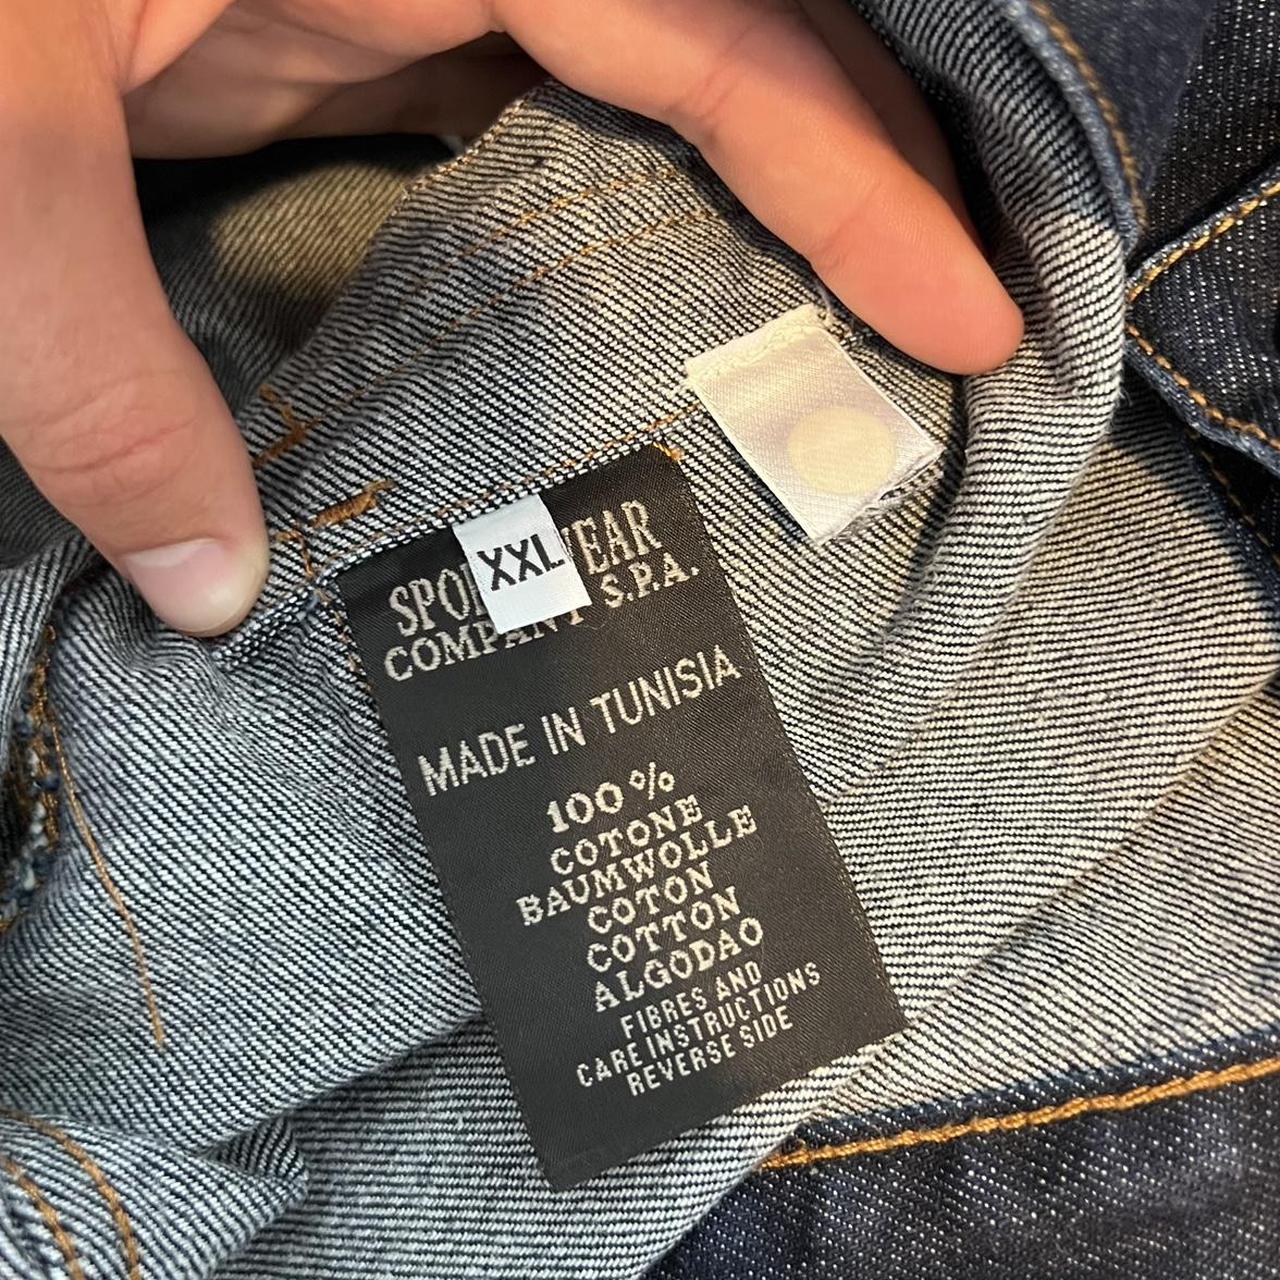 XXL
COMPANY S.P.A.
MADE IN TUNISIA
100%
COTONE
BAUMWOLLE
COTON
COTTON
ALGODAO
FIBRES AND
CARE INSTRUCTIONS
REVERSE SIDE